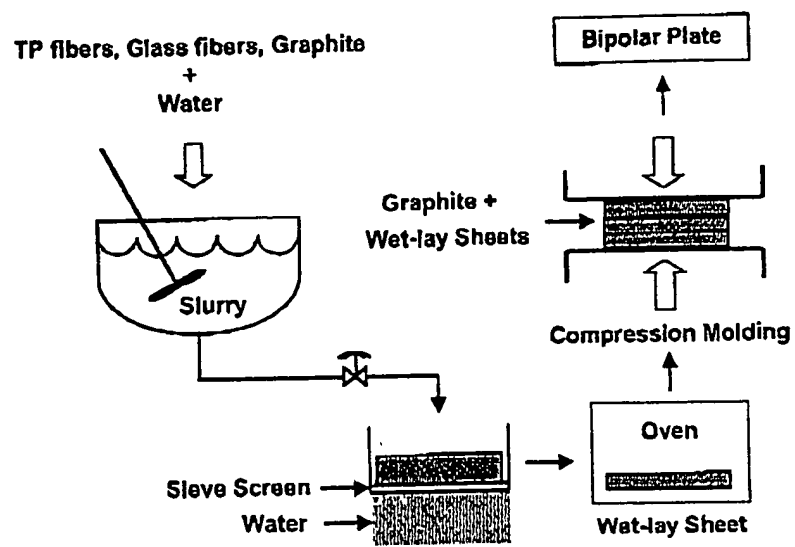 TP fibers, Glass fibers, Graphite
+
Water
Slurry
Sieve Screen
Water
Oven
Wet-lay Sheet
Compression Molding
Graphite +
Wet-lay Sheets
Bipolar Plate